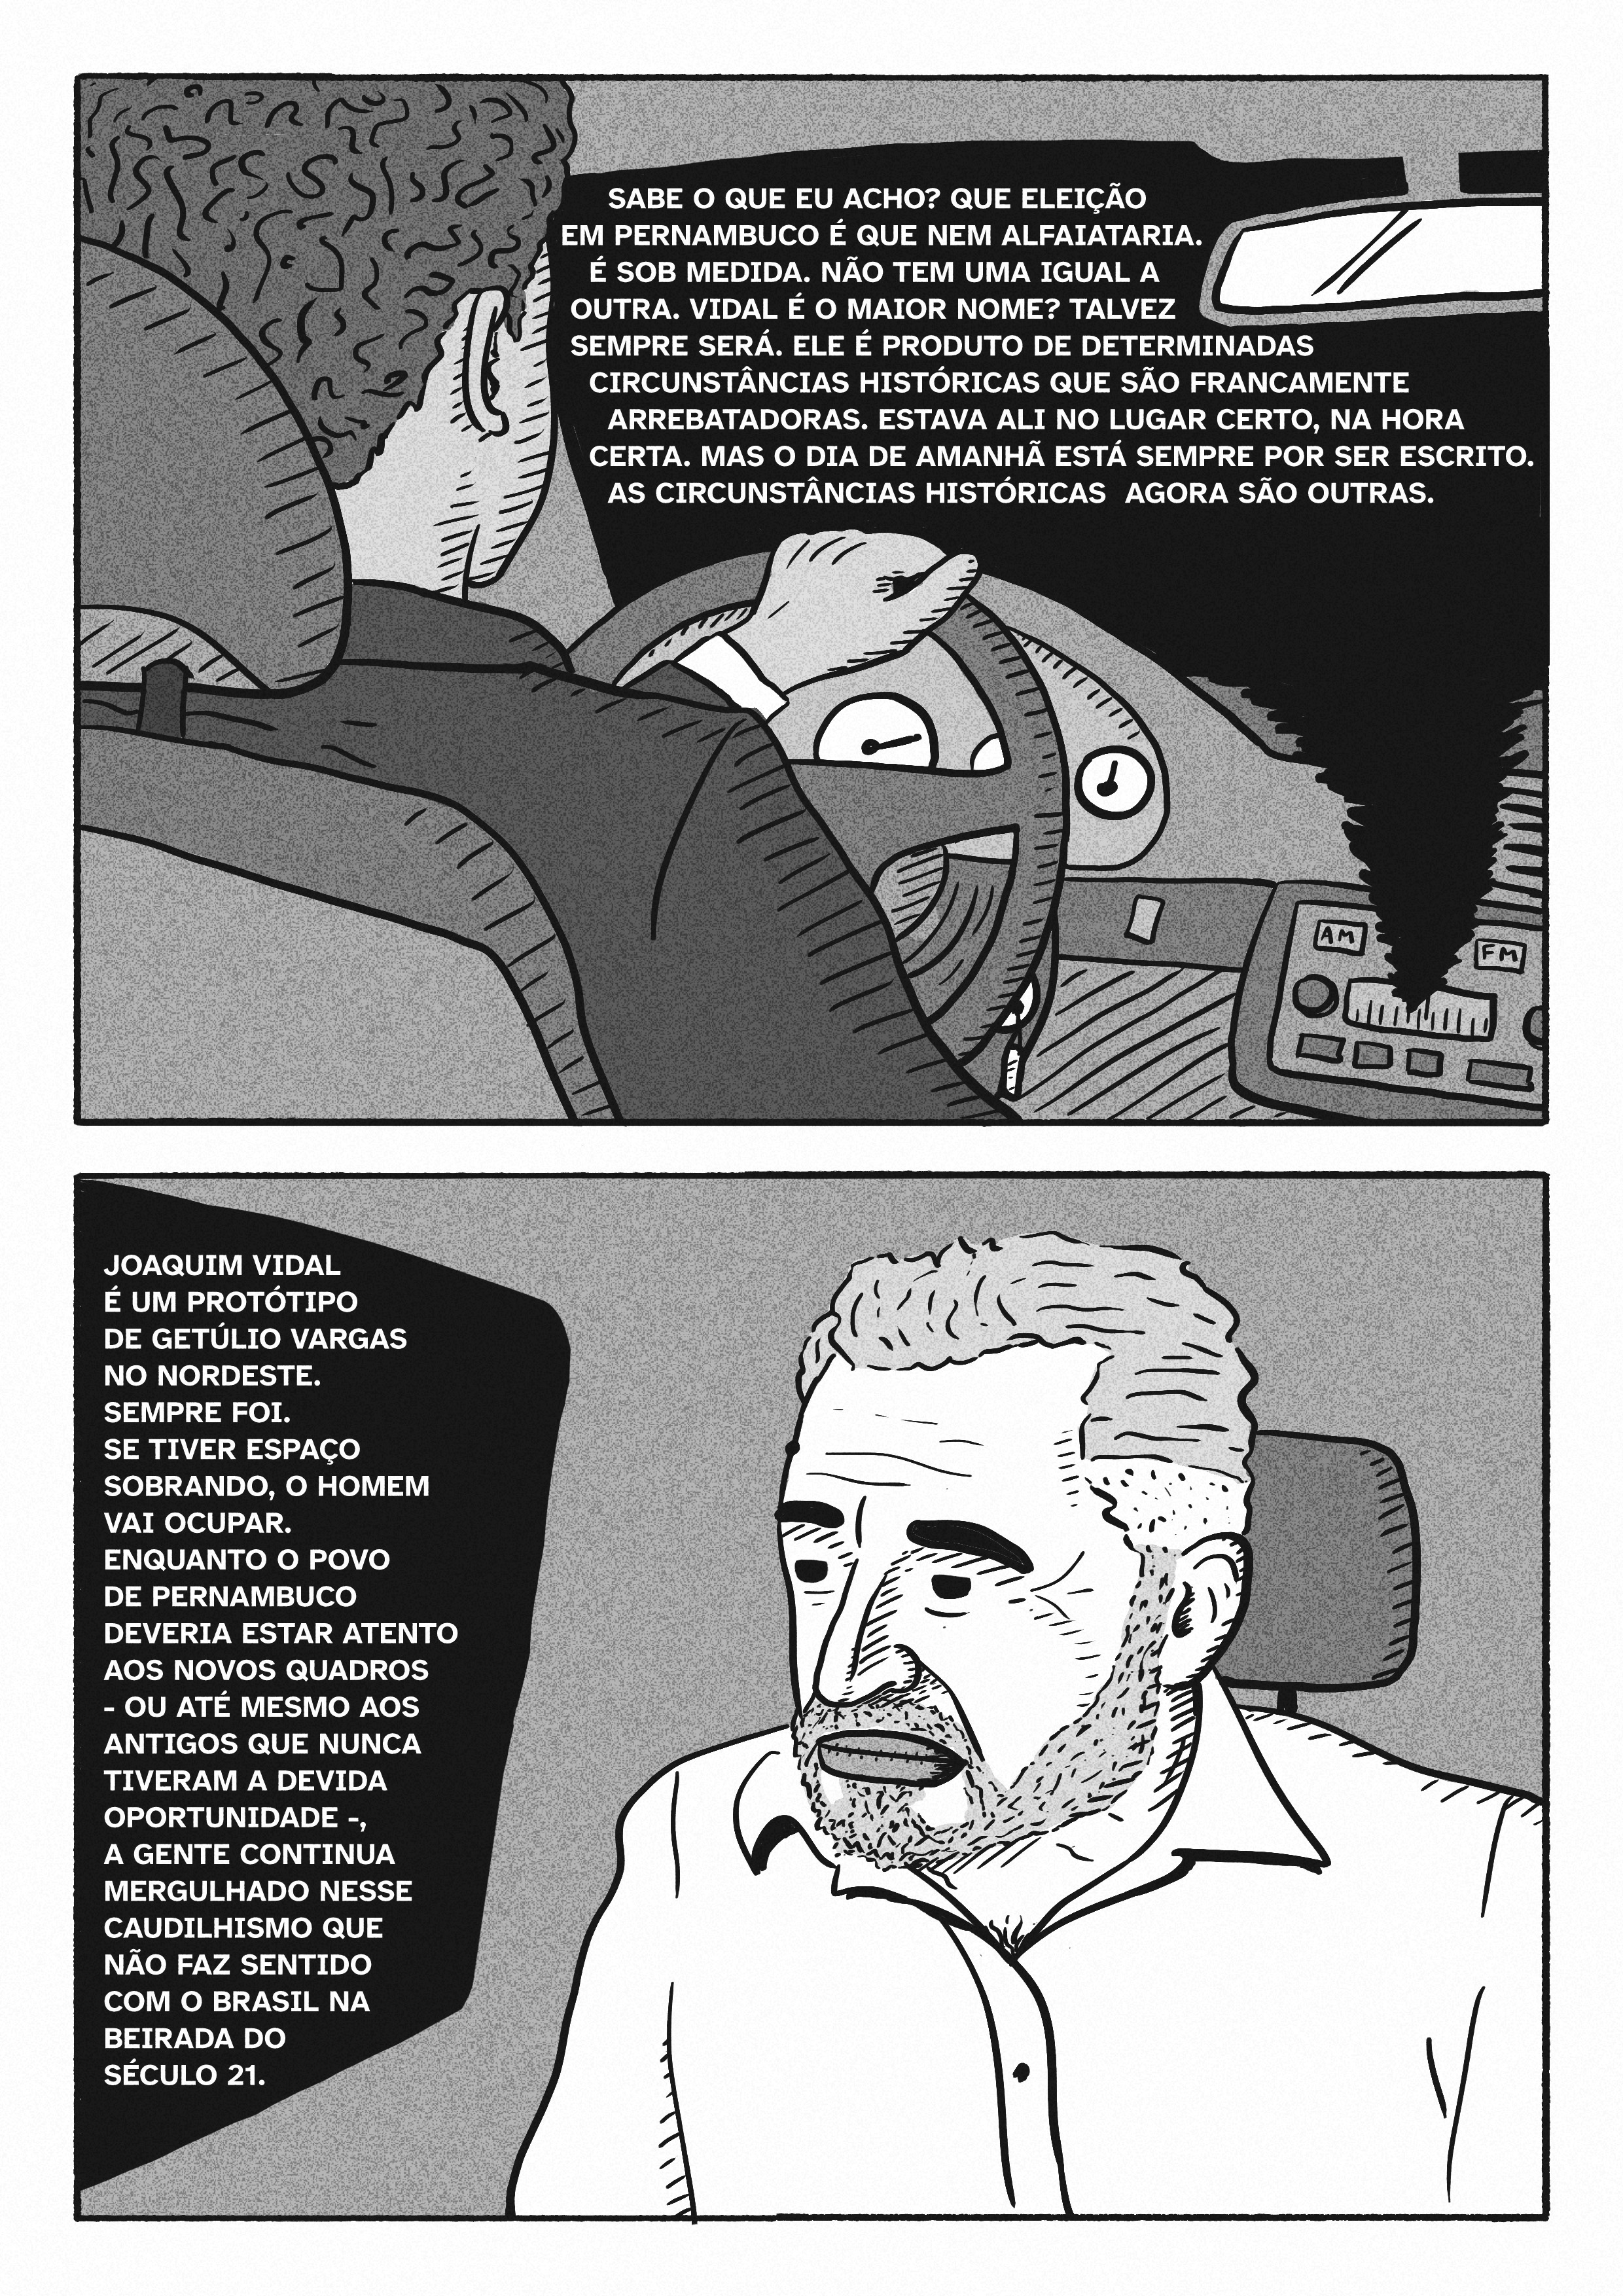 SABE O QUE EU ACHO? QUE ELEIÇÃO
EM PERNAMBUCO É QUE NEM ALFAIATARIA.
É SOB MEDIDA. NÃO TEM UMA IGUAL A
OUTRA. VIDAL É O MAIOR NOME? TALVEZ
SEMPRE SERÁ. ELE É PRODUTO DE DETERMINADAS
CIRCUNSTÂNCIAS HISTÓRICAS QUE SÃO FRANCAMENTE
ARREBATADORAS. ESTAVA ALI NO LUGAR CERTO, NA HORA
CERTA. MAS O DIA DE AMANHÃ ESTÁ SEMPRE POR SER ESCRITO.
AS CIRCUNSTÂNCIAS HISTÓRICAS AGORA SÃO OUTRAS.
AM
FM
JOAQUIM VIDAL
É UM PROTÓTIPO
DE GETÚLIO VARGAS
NO NORDESTE.
SEMPRE FOI.
SE TIVER ESPAÇO
SOBRANDO, O HOMEM
VAI OCUPAR.
ENQUANTO O POVO
DE PERNAMBUCO
DEVERIA ESTAR ATENTO
AOS NOVOS QUADROS
- OU ATÉ MESMO AOS
ANTIGOS QUE NUNCA
TIVERAM A DEVIDA
OPORTUNIDADE -,
A GENTE CONTINUA
MERGULHADO NESSE
CAUDILHISMO QUE
NÃO FAZ SENTIDO
COM O BRASIL NA
BEIRADA DO
SÉCULO 21.